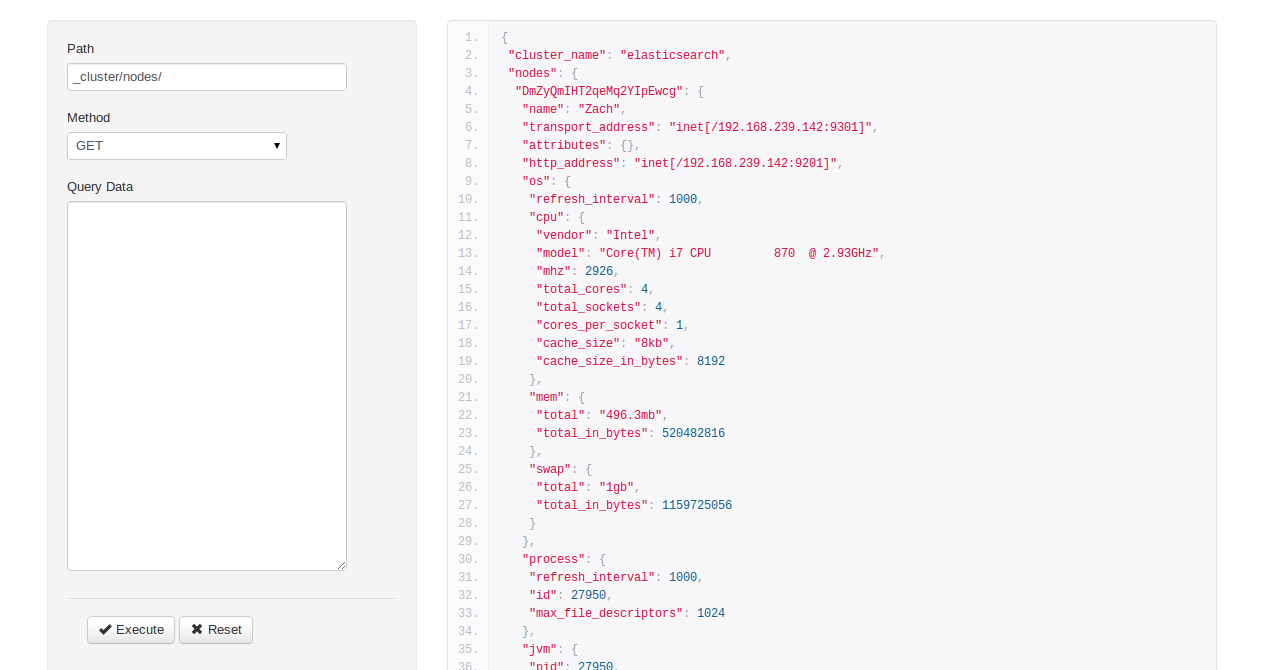 Path
_cluster/nodes/
Method
GET
Query Data
Execute
Reset
1. {
2. "cluster_name": "elasticsearch",
3. "nodes": {
4. "DmZyQmIHT2qeMq2YIpEwcg": {
5. "name": "Zach",
6. "transport_address": "inet[/192.168.239.142:9301]",
7. "attributes": {},
8. "http_address": "inet[/192.168.239.142:9201]",
9. "os": {
10. "refresh_interval": 1000,
11. "cpu": {
12. "vendor": "Intel",
13. "model": "Core(TM) i7 CPU         870  @ 2.93GHz",
14. "mhz": 2926,
15. "total_cores": 4,
16. "total_sockets": 4,
17. "cores_per_socket": 1,
18. "cache_size": "8kb",
19. "cache_size_in_bytes": 8192
20. },
21. "mem": {
22. "total": "496.3mb",
23. "total_in_bytes": 520482816
24. },
25. "swap": {
26. "total": "1gb",
27. "total_in_bytes": 1159725056
28. }
29. },
30. "process": {
31. "refresh_interval": 1000,
32. "id": 27950,
33. "max_file_descriptors": 1024
34. },
35. "jvm": {
36. "pid": 27950,